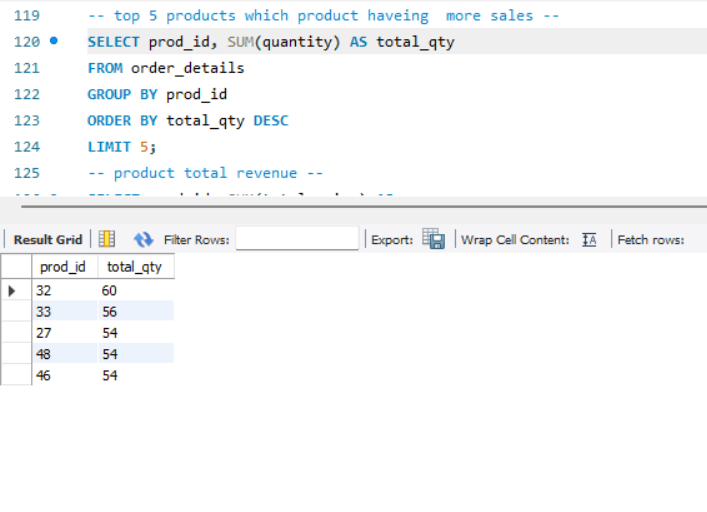 119 -- top 5 products which product haveing  more sales --
120 SELECT prod_id, SUM(quantity) AS total_qty
121 FROM order_details
122 GROUP BY prod_id
123 ORDER BY total_qty DESC
124 LIMIT 5;
125 -- product total revenue --
Result Grid Filter Rows: Export: Wrap Cell Content: Fetch rows:
prod_id total_qty
32 60
33 56
27 54
48 54
46 54